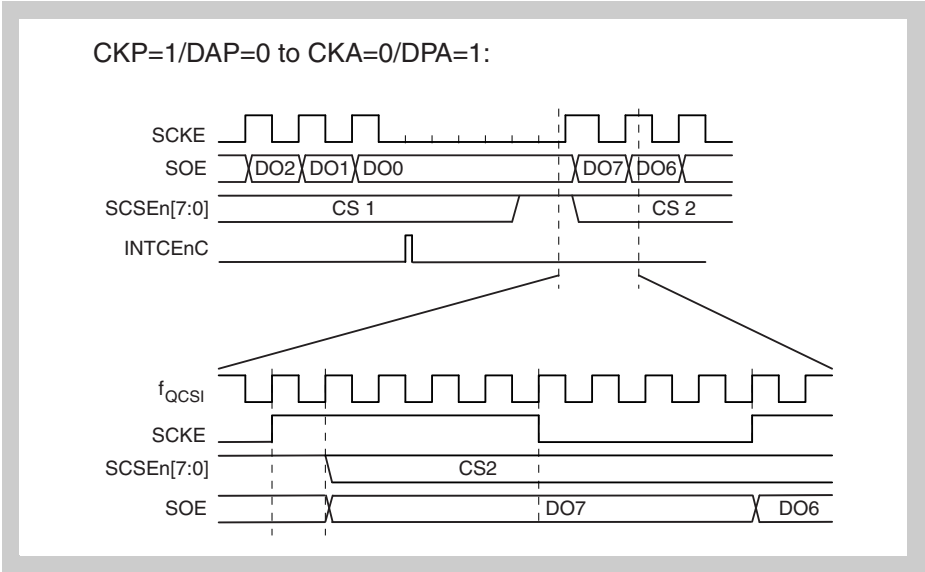 CKP=1/DAP=0 to CKA=0/DPA=1:
SCKE
SOE DO2 DO1 DO0 DO7 DO6
SCSEn[7:0] CS 1 CS 2
INTCEnC
fQCSI
SCKE
SCSEn[7:0] CS2
SOE DO7 DO6